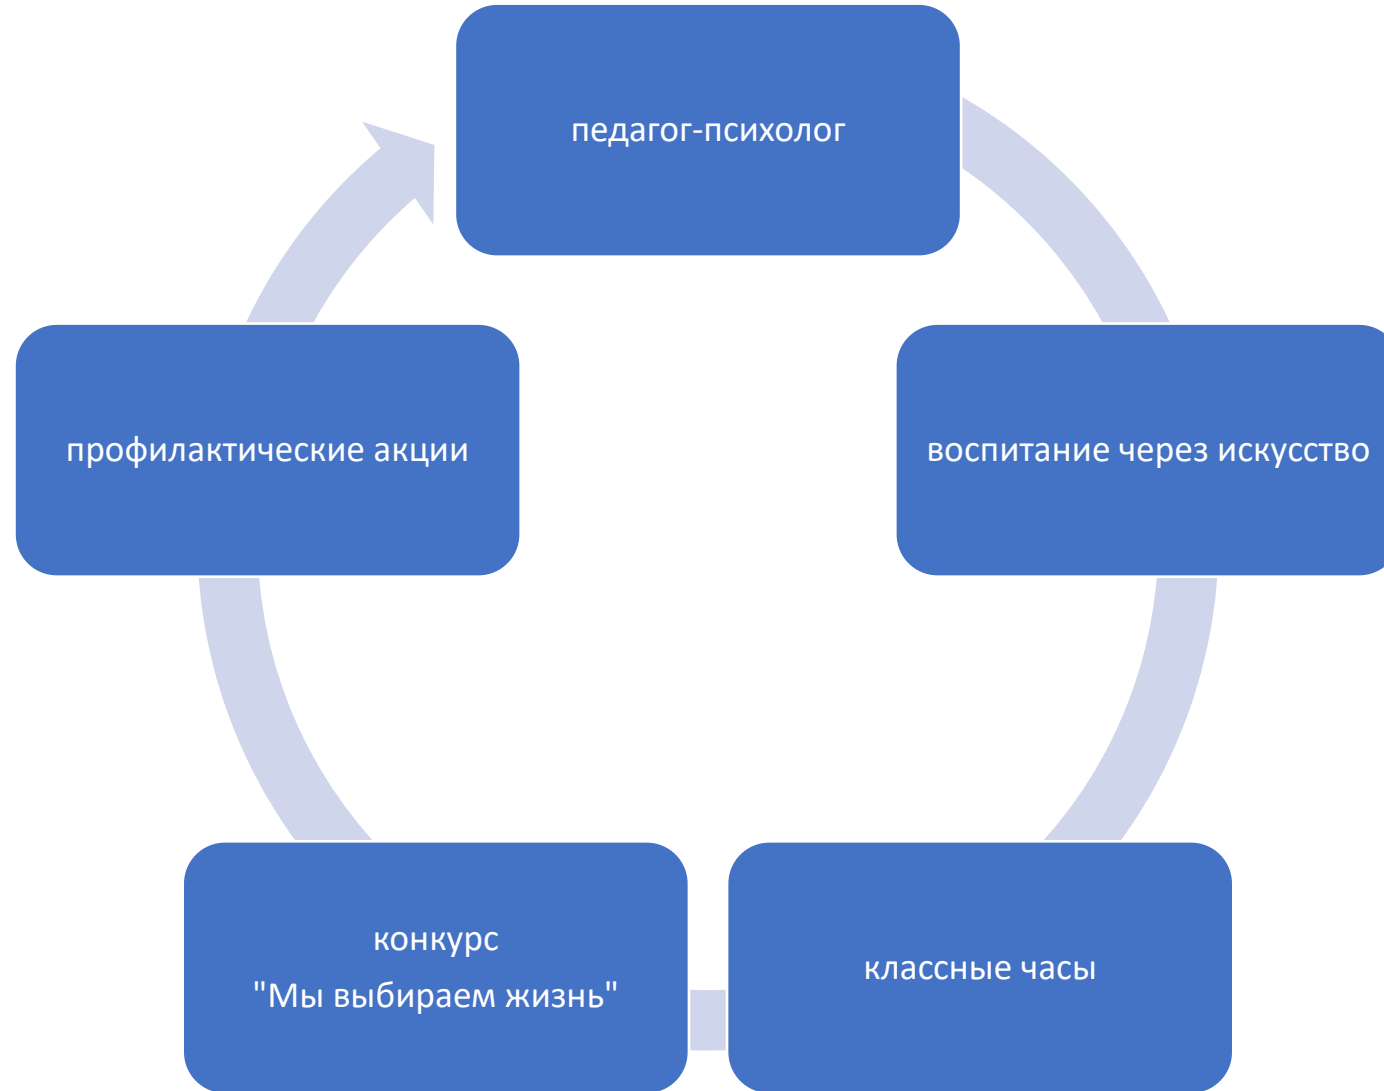 педагог-психолог
воспитание через искусство
классные часы
конкурс
"Мы выбираем жизнь"
профилактические акции